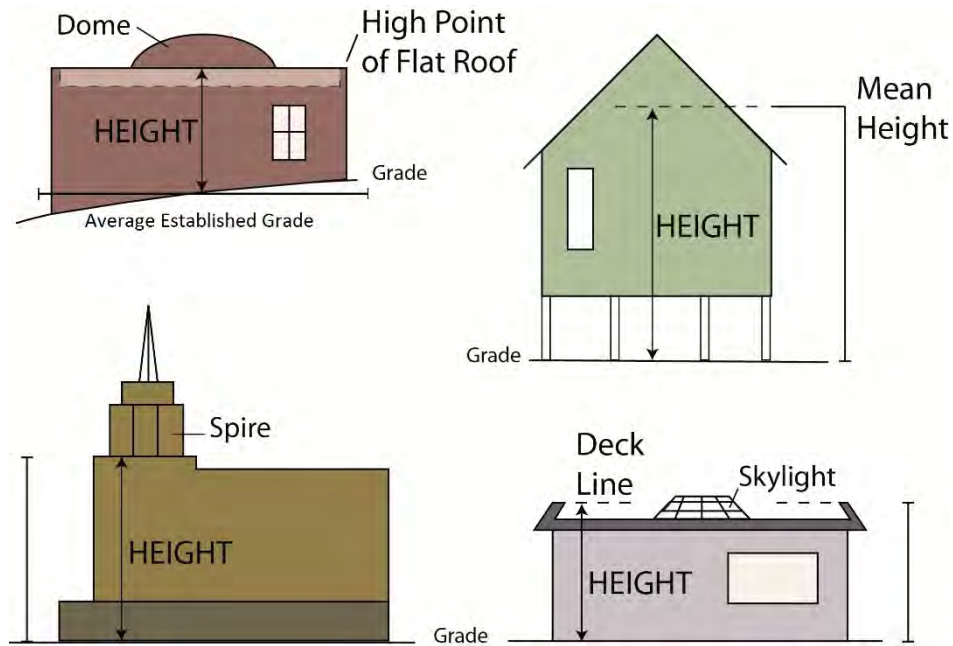 Dome
High Point
of Flat Roof
HEIGHT
Grade
Average Established Grade
Mean
Height
HEIGHT
Grade
Spire
HEIGHT
Deck
Line
Skylight
HEIGHT
Grade